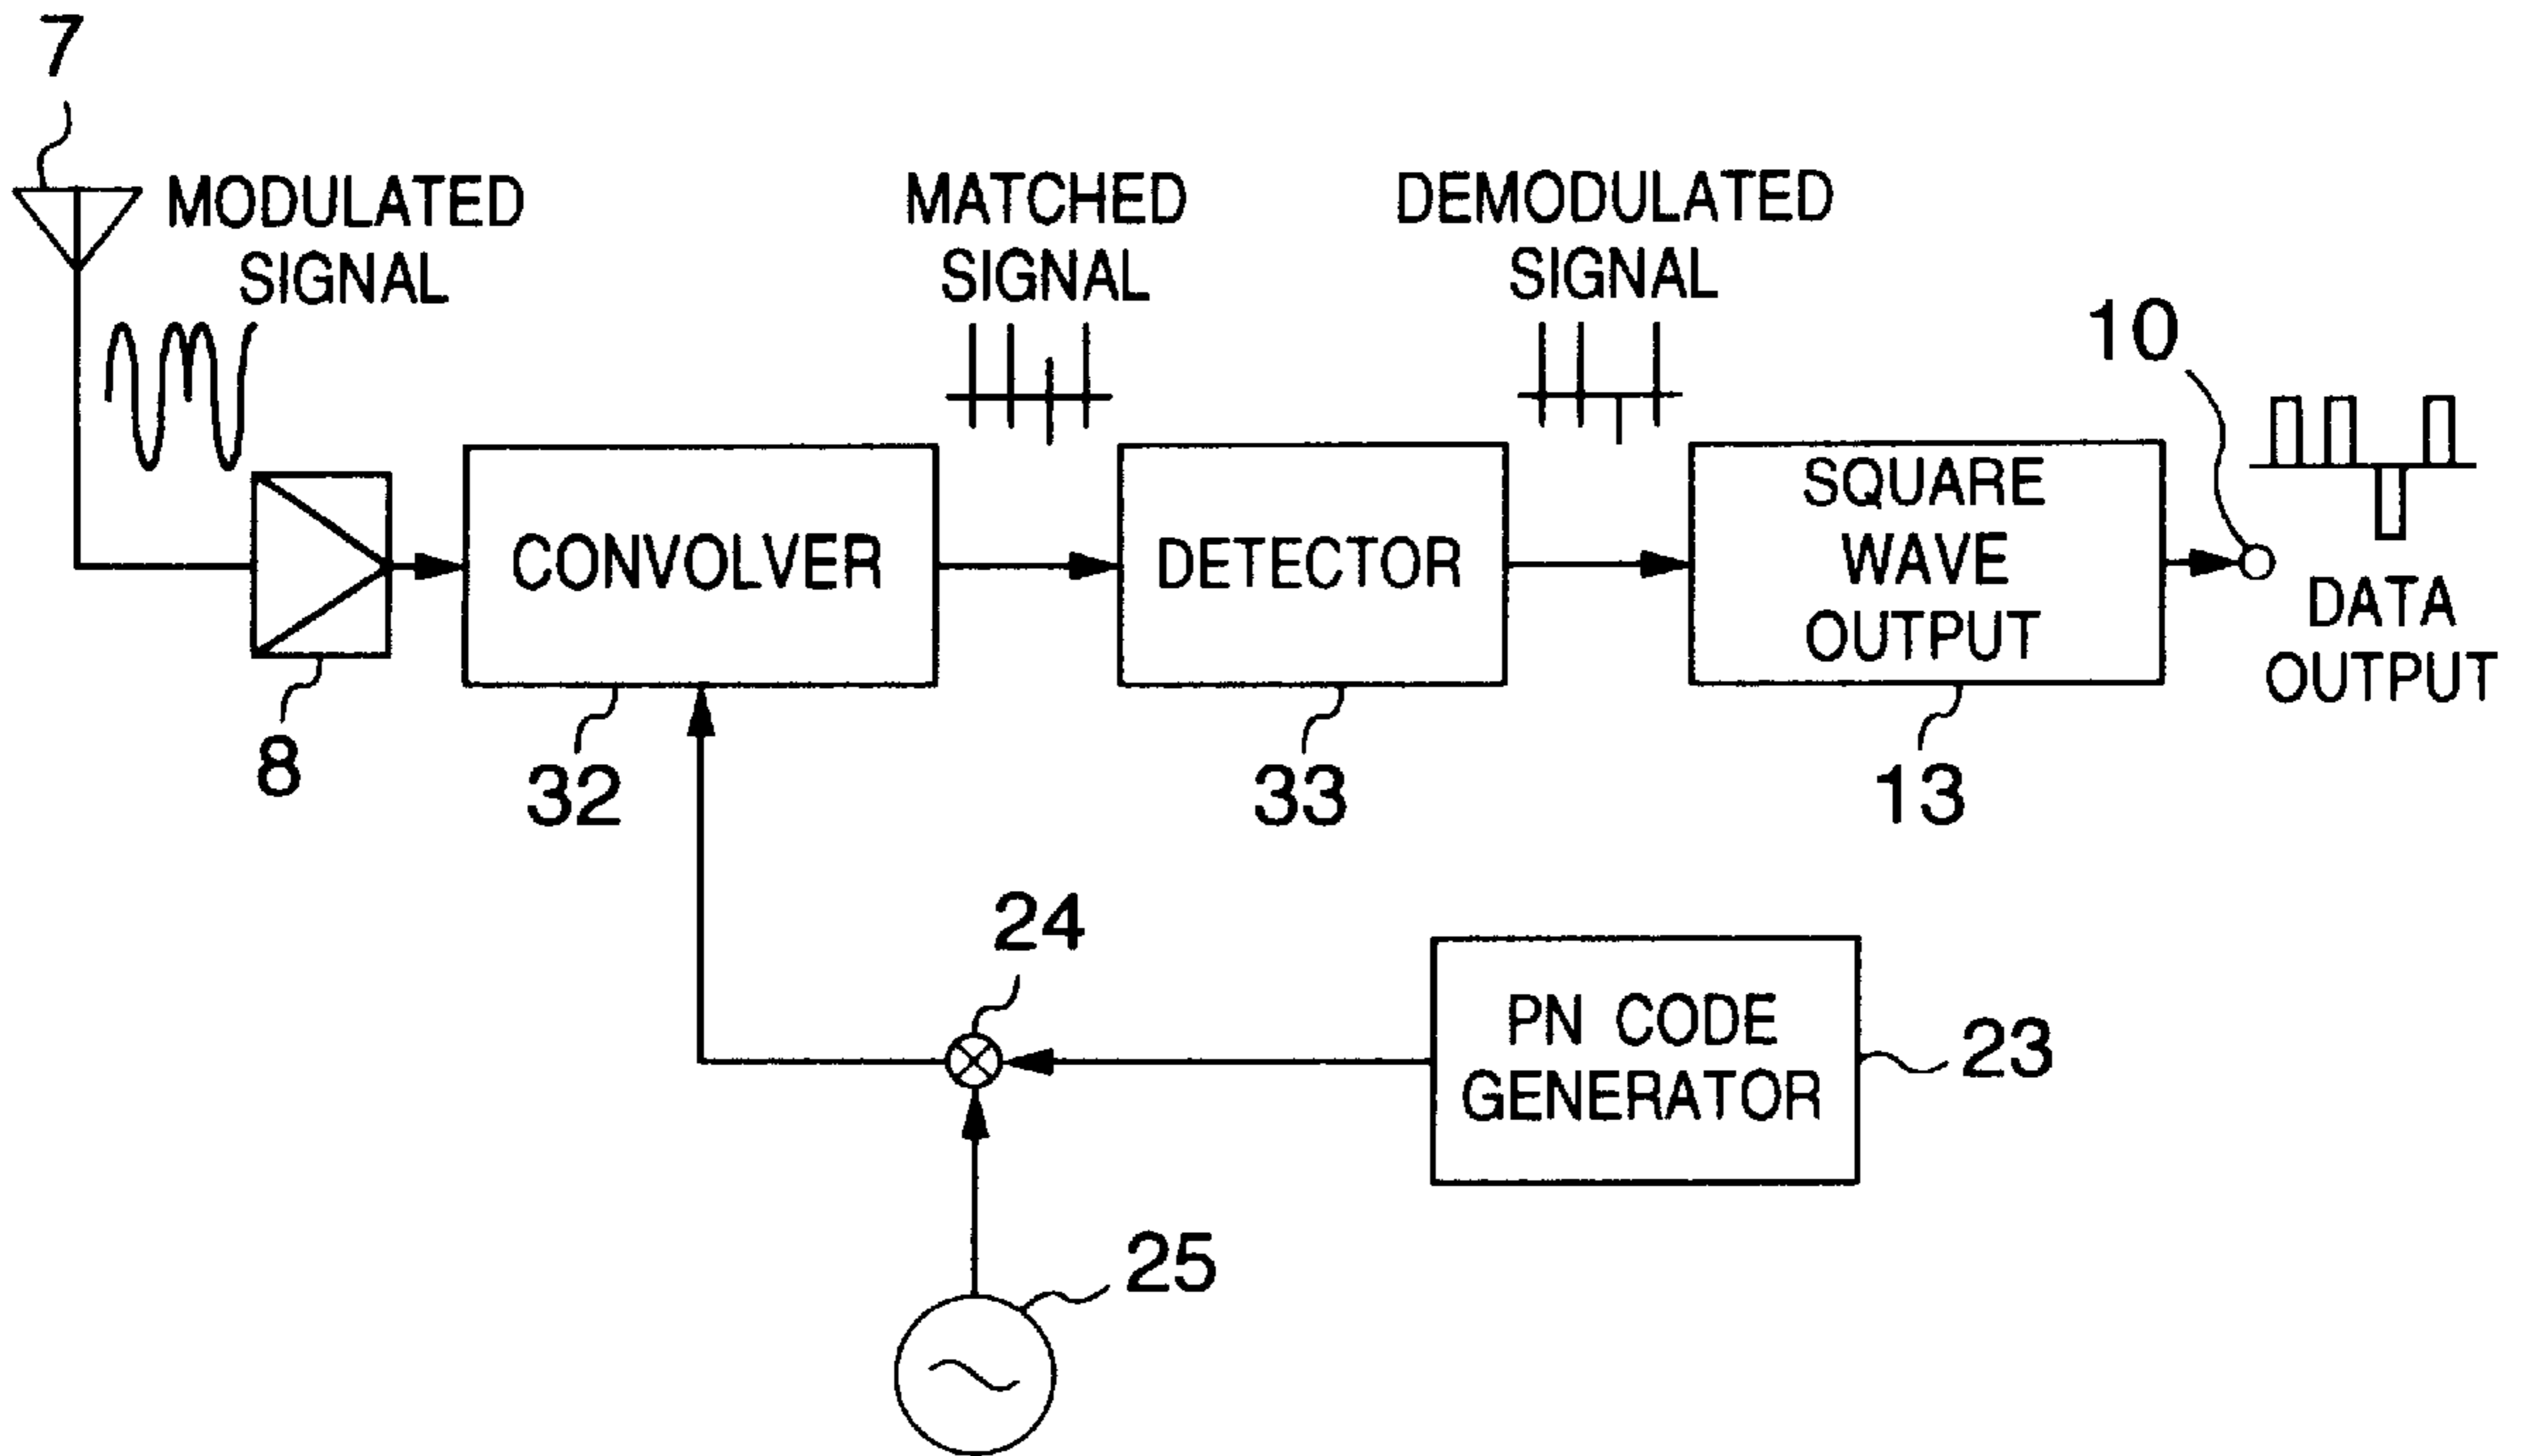 7
MODULATED
SIGNAL
MATCHED
SIGNAL
DEMODULATED
SIGNAL
10
CONVOLVER
DETECTOR
SQUARE
WAVE
OUTPUT
DATA
OUTPUT
8
32
33
13
24
PN CODE
GENERATOR
23
25